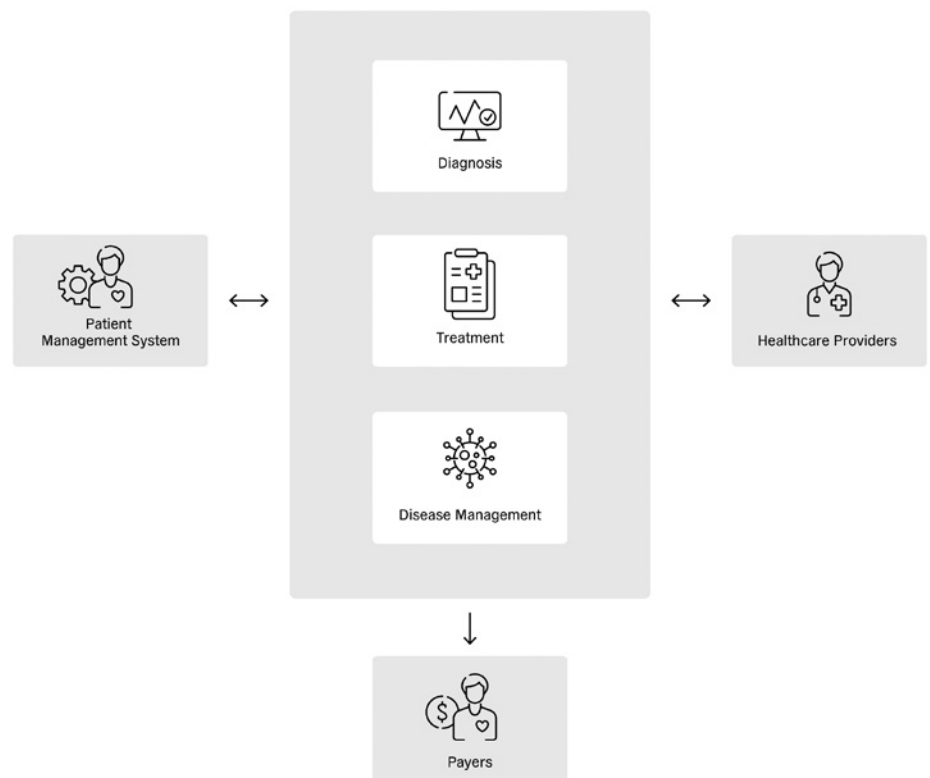 Diagnosis
Patient
Management System
Treatment
Healthcare Providers
Disease Management
$
Payers